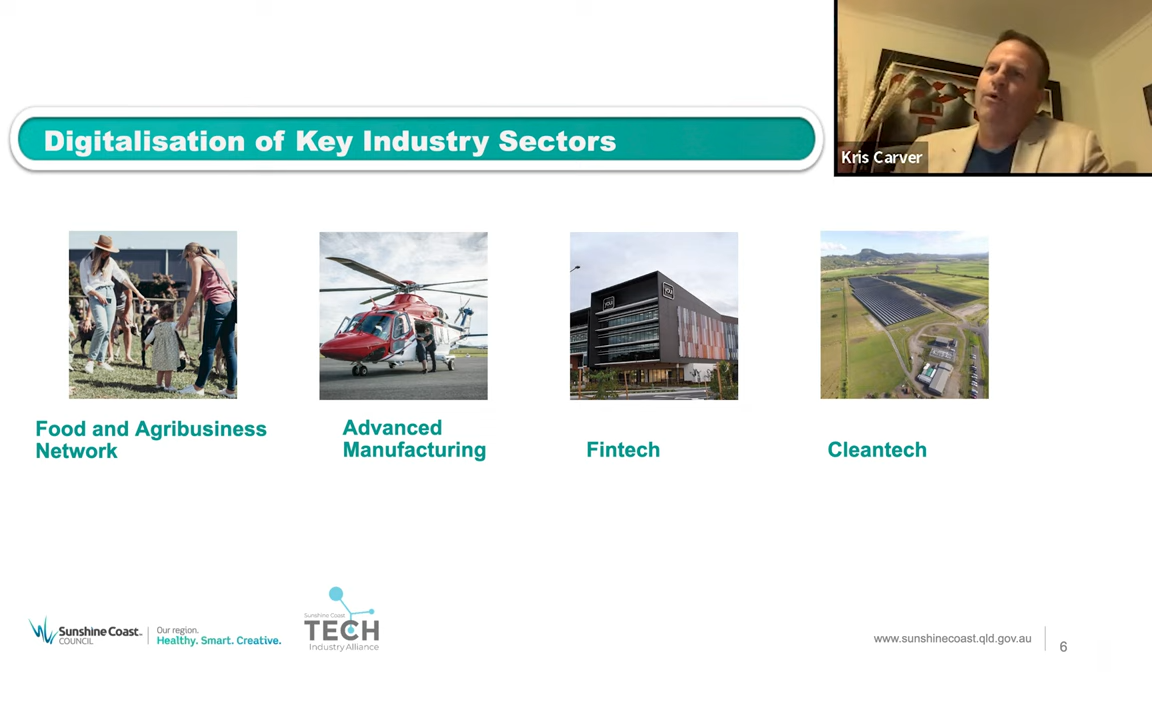 Digitalisation of Key Industry Sectors
Kris Carver
Food and Agribusiness
Network
Advanced
Manufacturing
Fintech
Cleantech
Sunshine Coast
COUNCIL
Our region.
Healthy. Smart. Creative.
Sunshine Coast
TECH
Industry Alliance
www.sunshinecoast.qld.gov.au
6